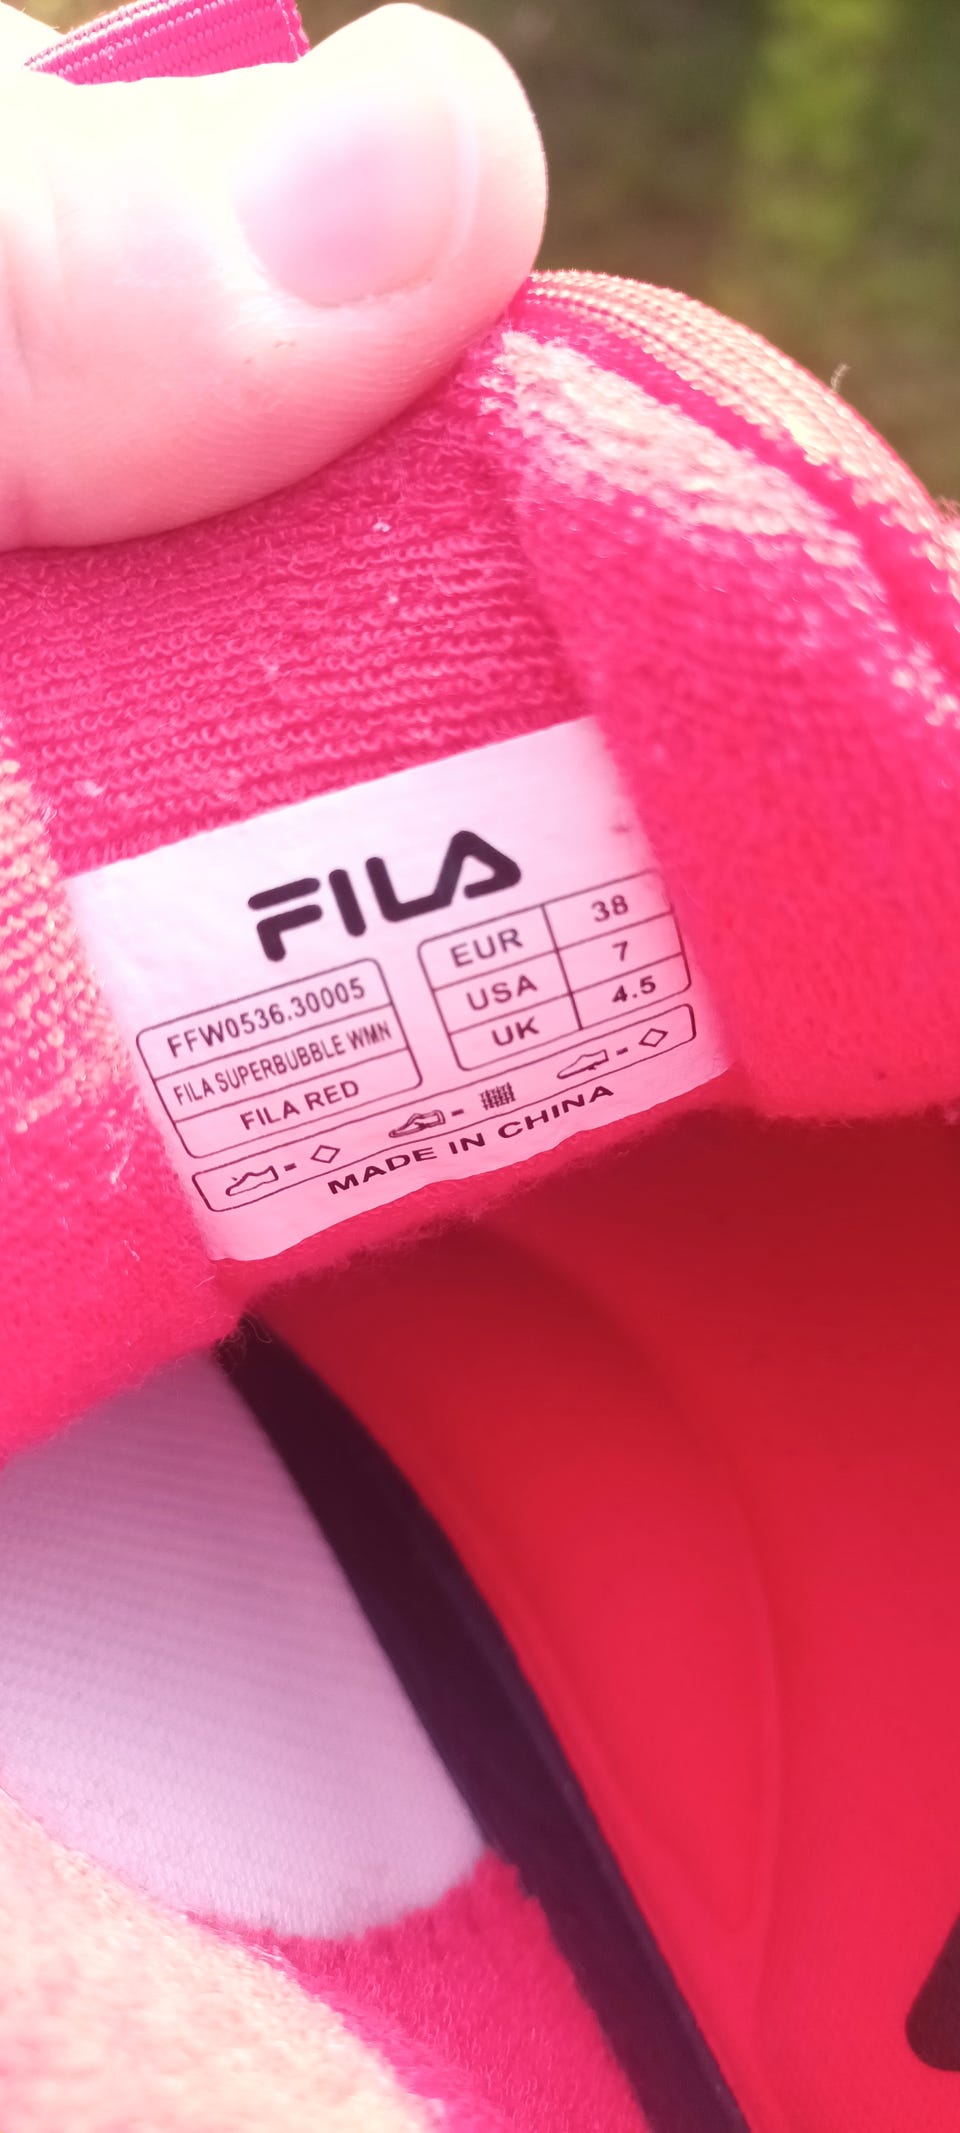 FILA
FFW0536.30005
FILA SUPERBUBBLE WMN
FILA RED
EUR 38
USA 7
UK 4.5
MADE IN CHINA